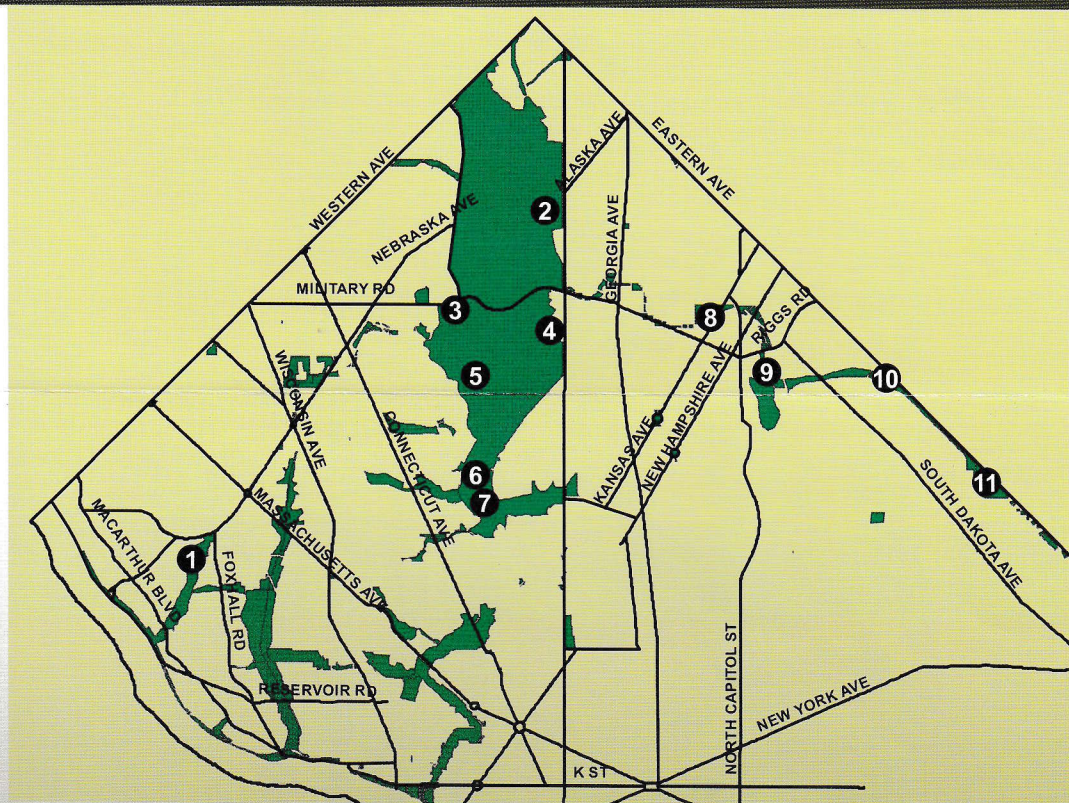 WESTERN AVE
EASTERN AVE
ALASKA AVE
2
NEBRASKA AVE
GEORGIA AVE
MILITARY RD
3
4
8
RIGGS RD
5
9
10
WISCONSIN AVE
CONNECTICUT AVE
KANSAS AVE
NEW HAMPSHIRE AVE
6
7
11
SOUTH DAKOTA AVE
MASSACHUSETTS AVE
MACARTHUR BLVD
1
FOXHALL RD
RESERVOIR RD
NORTH CAPITOL ST
NEW YORK AVE
K ST